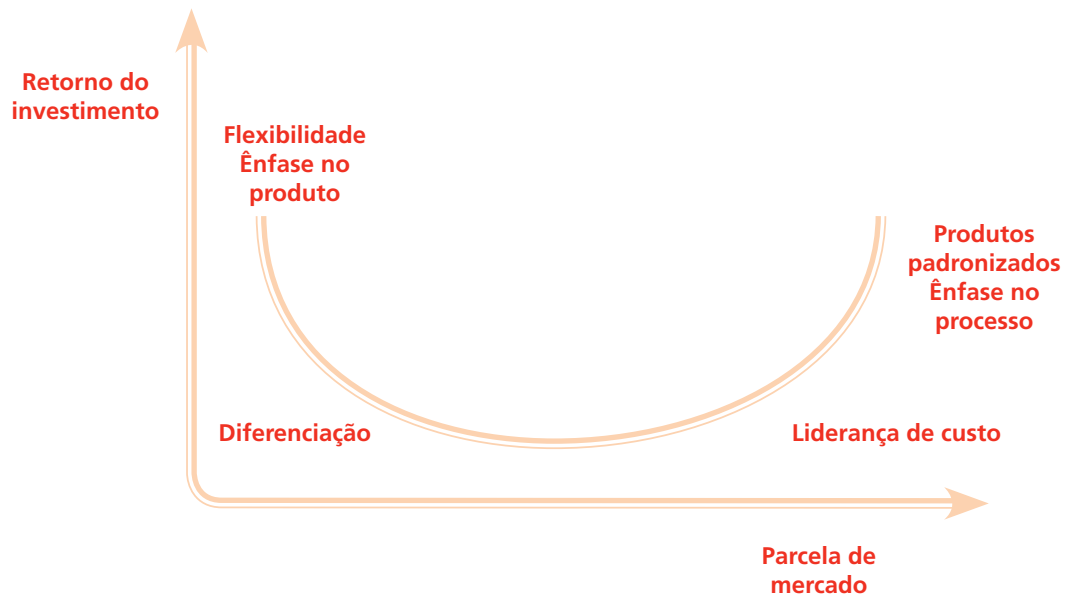 Retorno do
investimento
Flexibilidade
Ênfase no
produto
Produtos
padronizados
Ênfase no
processo
Diferenciação
Liderança de custo
Parcela de
mercado